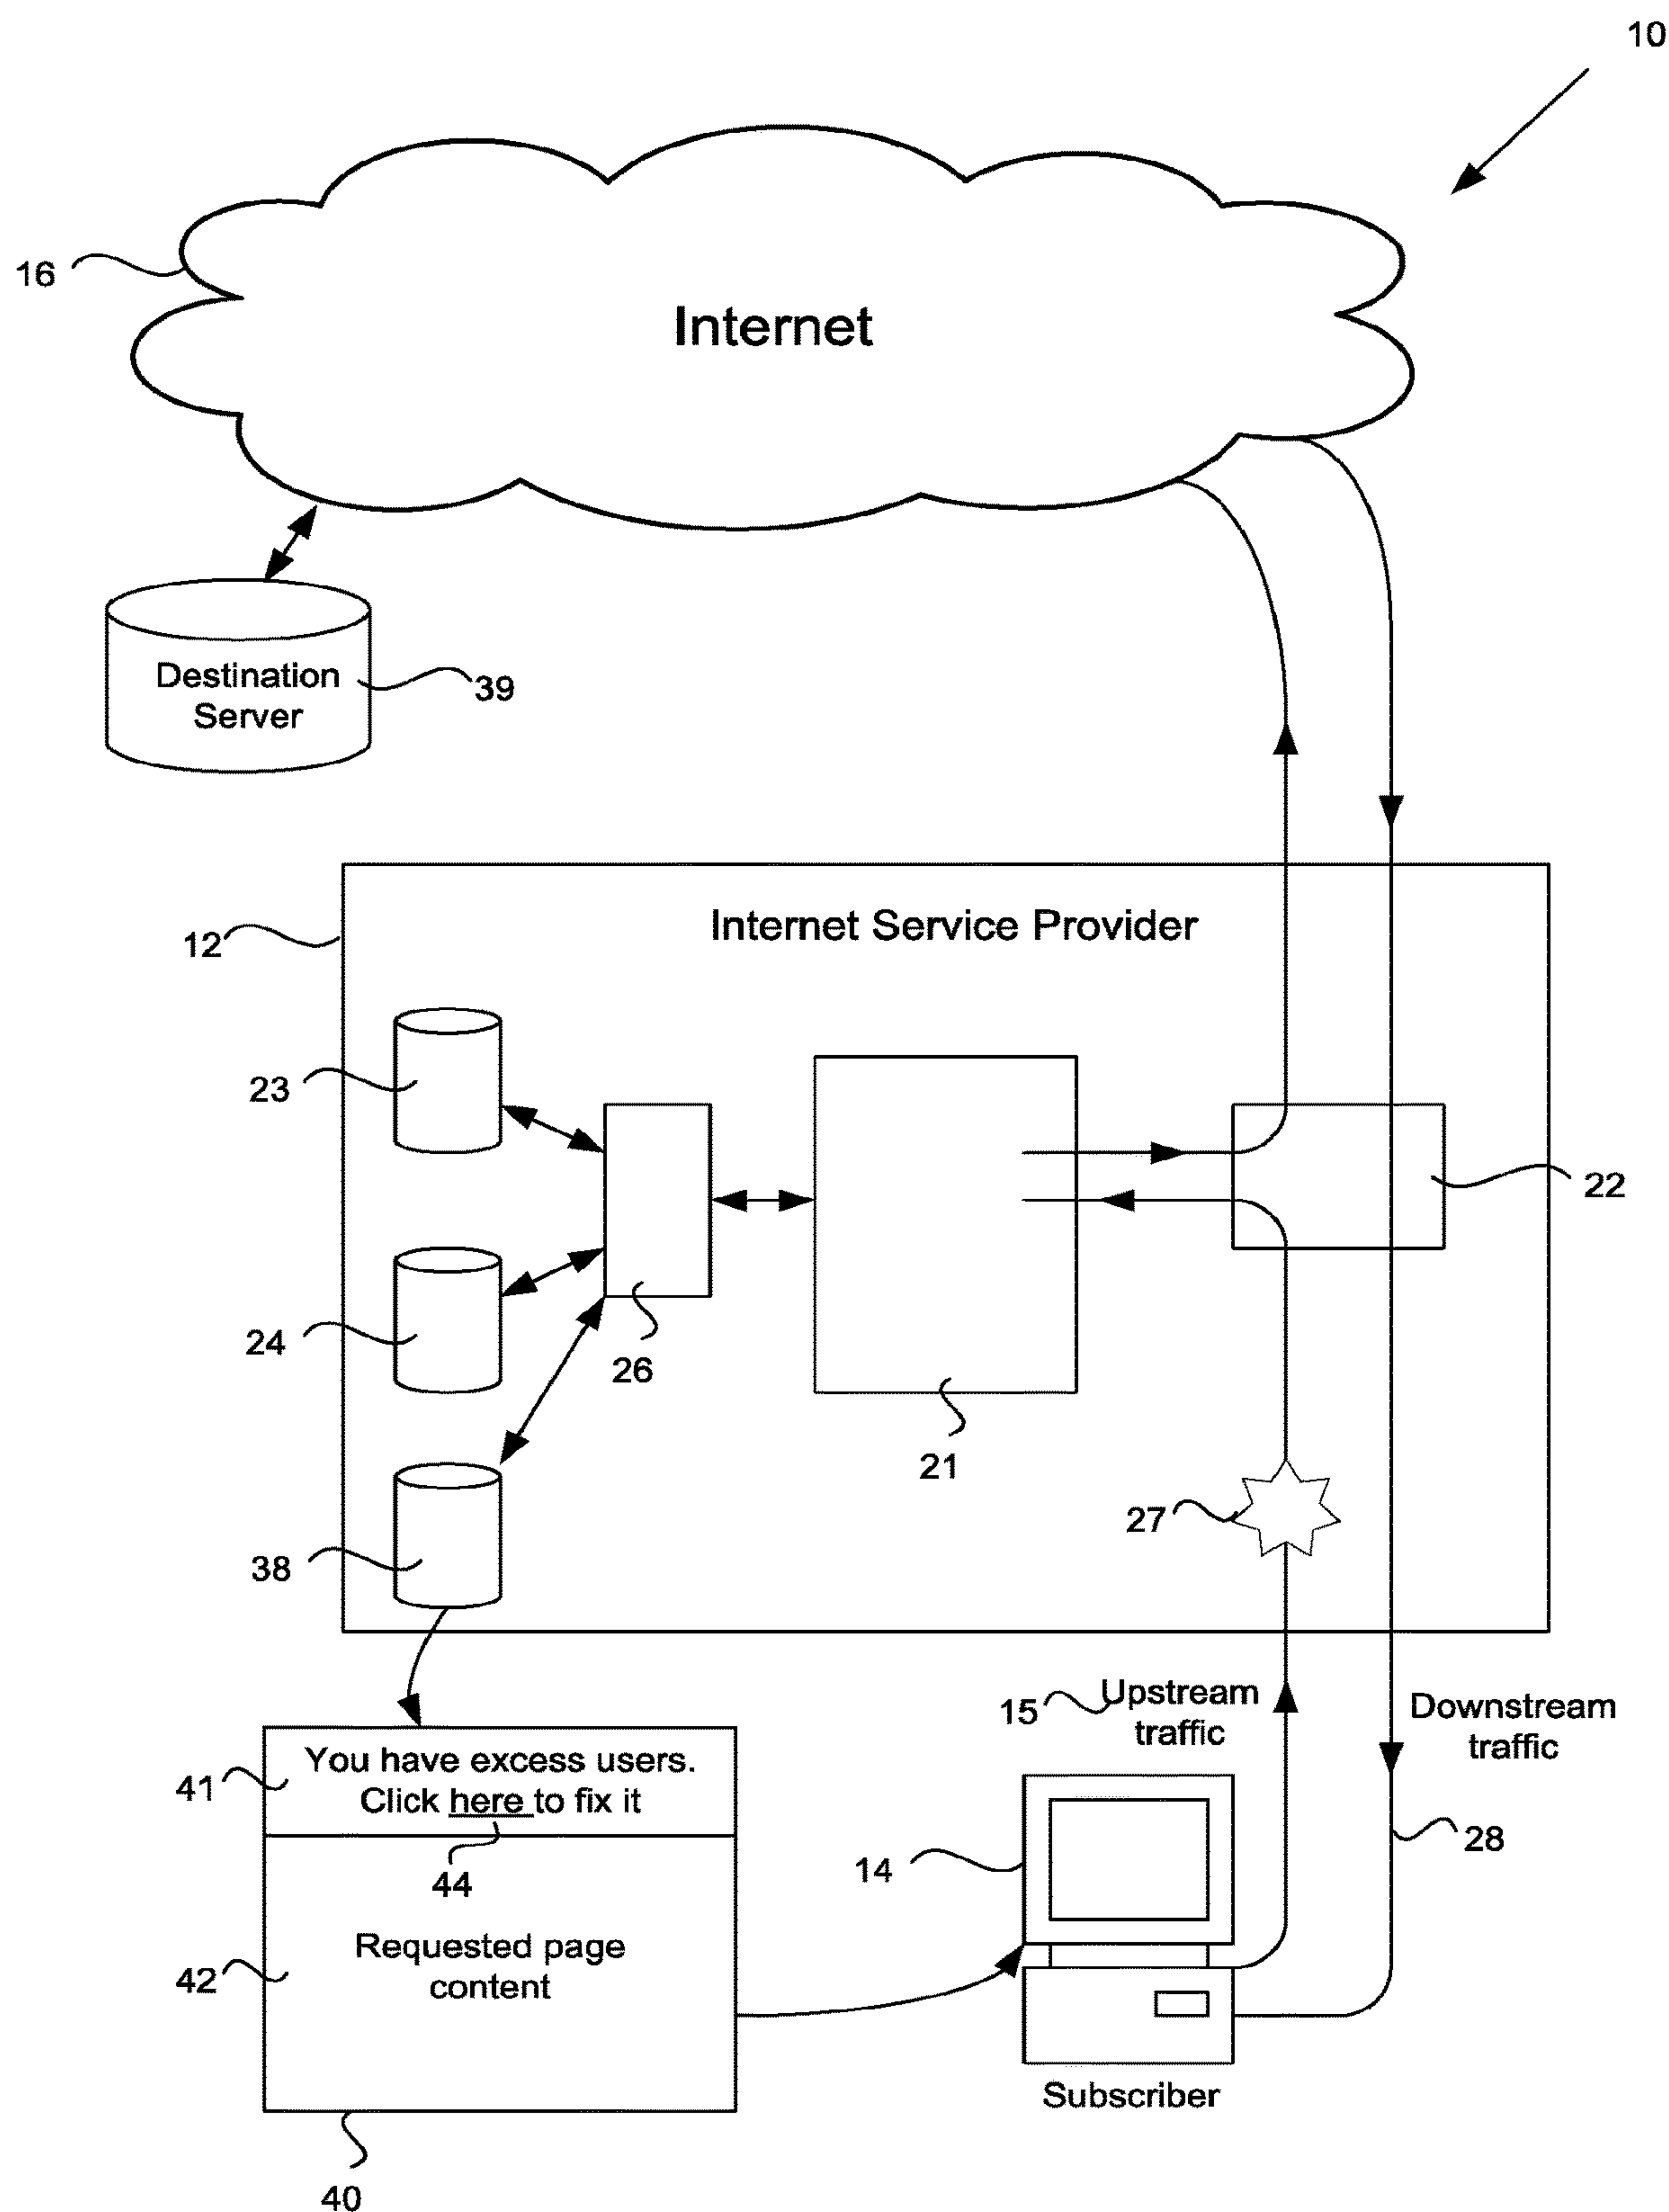 10
16
Internet
Destination
Server
39
12
Internet Service Provider
23
22
24
26
21
27
38
15
Upstream
traffic
Downstream
traffic
You have excess users.
Click here to fix it
41
44
14
28
Requested page
content
42
Subscriber
40